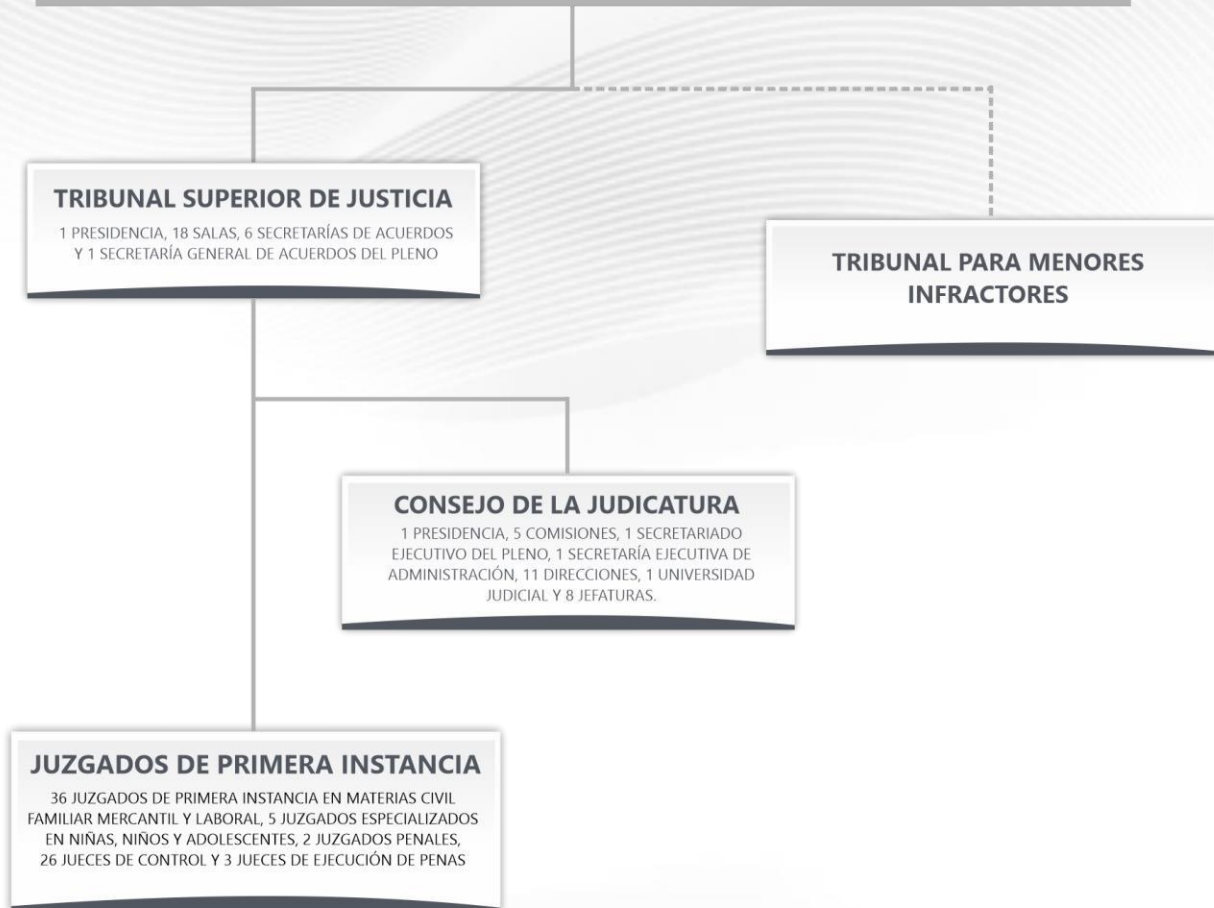 TRIBUNAL SUPERIOR DE JUSTICIA
1 PRESIDENCIA, 18 SALAS, 6 SECRETARÍAS DE ACUERDOS
Y 1 SECRETARÍA GENERAL DE ACUERDOS DEL PLENO
TRIBUNAL PARA MENORES
INFRACTORES
CONSEJO DE LA JUDICATURA
1 PRESIDENCIA, 5 COMISIONES, 1 SECRETARIADO
EJECUTIVO DEL PLENO, 1 SECRETARÍA EJECUTIVA DE
ADMINISTRACIÓN, 11 DIRECCIONES, 1 UNIVERSIDAD
JUDICIAL Y 8 JEFATURAS.
JUZGADOS DE PRIMERA INSTANCIA
36 JUZGADOS DE PRIMERA INSTANCIA EN MATERIAS CIVIL
FAMILIAR MERCANTIL Y LABORAL, 5 JUZGADOS ESPECIALIZADOS
EN NIÑAS, NIÑOS Y ADOLESCENTES, 2 JUZGADOS PENALES,
26 JUECES DE CONTROL Y 3 JUECES DE EJECUCIÓN DE PENAS